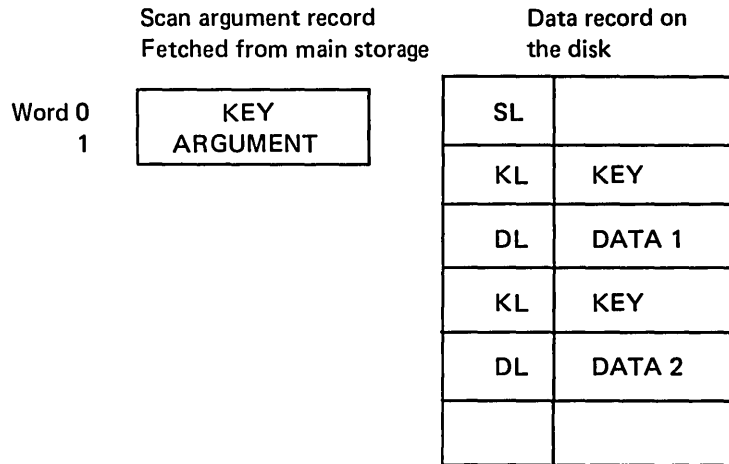 Scan argument record
Fetched from main storage
Data record on
the disk
Word 0
1
KEY
ARGUMENT
SL
KL KEY
DL DATA 1
KL KEY
DL DATA 2